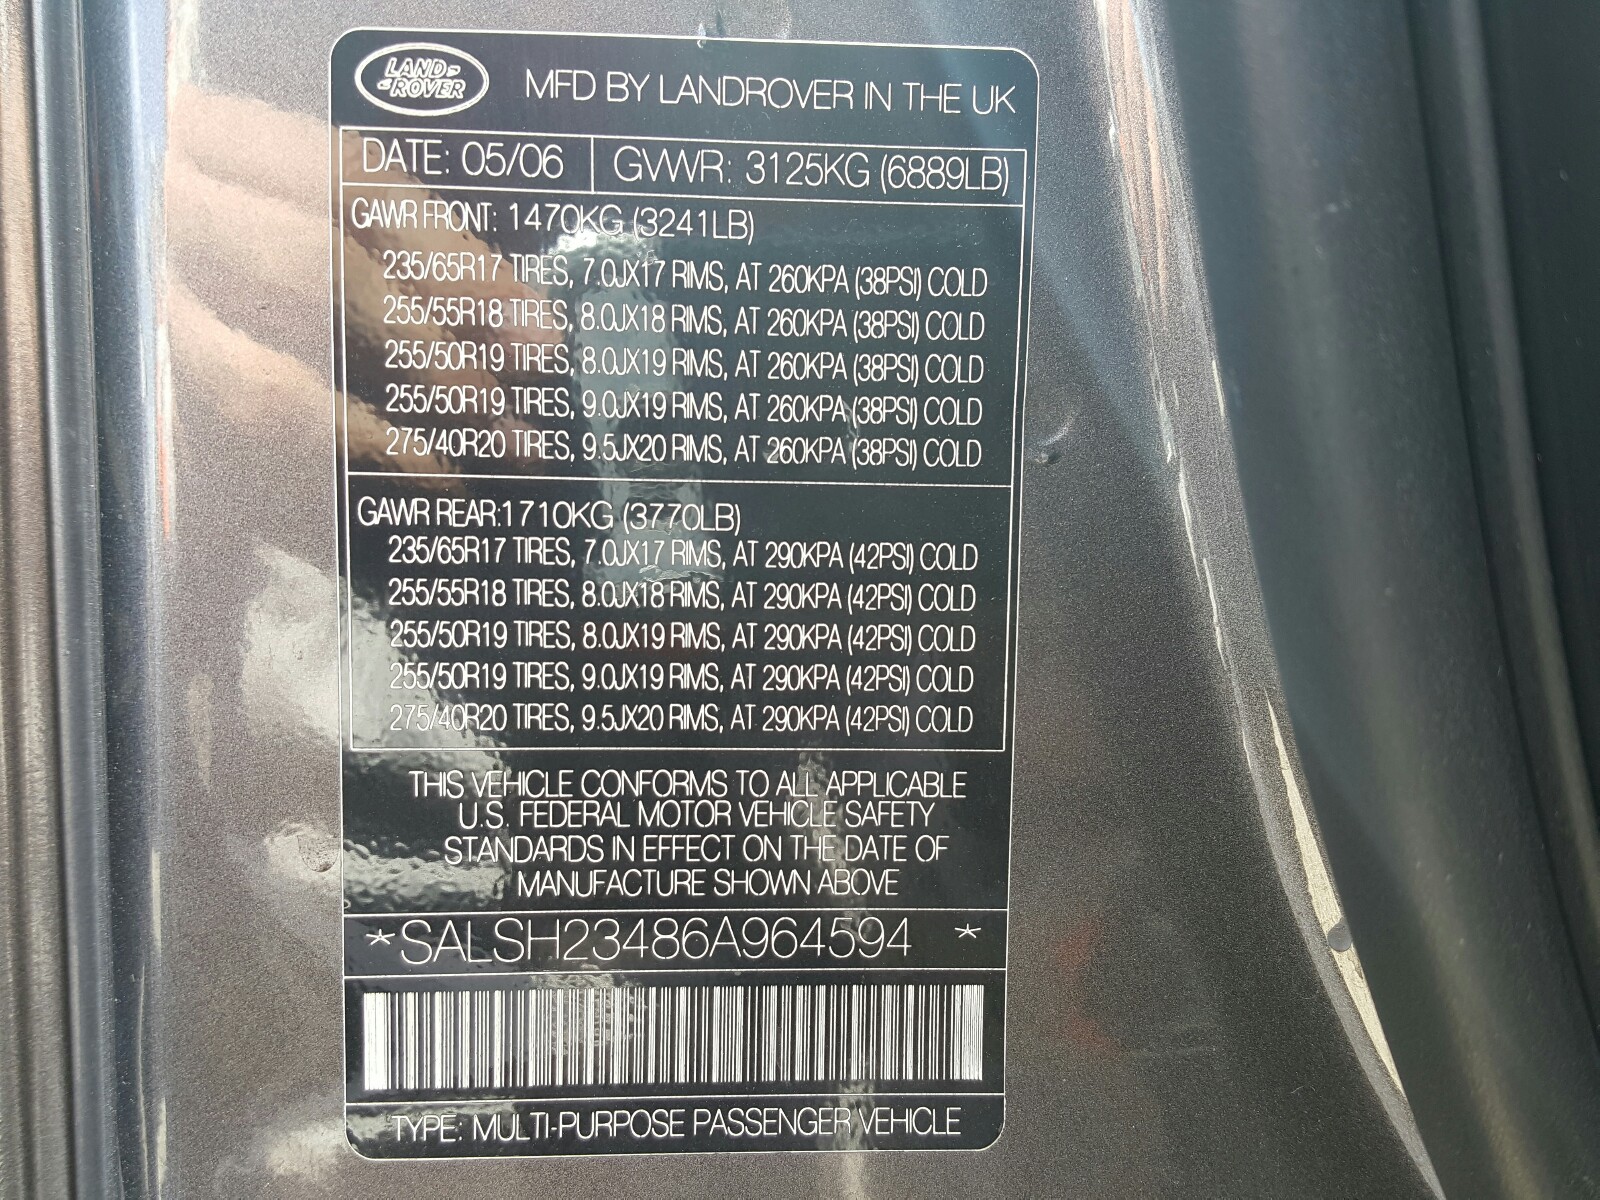 LAND ROVER
MFD BY LANDROVER IN THE UK
DATE: 05/06 GVWR: 3125KG (6889LB)
GAWR FRONT: 1470KG (3241LB)
235/65R17 TIRES, 7.0JX17 RIMS, AT 260KPA (38PSI) COLD
255/55R18 TIRES, 8.0JX18 RIMS, AT 260KPA (38PSI) COLD
255/50R19 TIRES, 8.0JX19 RIMS, AT 260KPA (38PSI) COLD
255/50R19 TIRES, 9.0JX19 RIMS, AT 260KPA (38PSI) COLD
275/40R20 TIRES, 9.5JX20 RIMS, AT 260KPA (38PSI) COLD
GAWR REAR:1710KG (3770LB)
235/65R17 TIRES, 7.0JX17 RIMS, AT 290KPA (42PSI) COLD
255/55R18 TIRES, 8.0JX18 RIMS, AT 290KPA (42PSI) COLD
255/50R19 TIRES, 8.0JX19 RIMS, AT 290KPA (42PSI) COLD
255/50R19 TIRES, 9.0JX19 RIMS, AT 290KPA (42PSI) COLD
275/40R20 TIRES, 9.5JX20 RIMS, AT 290KPA (42PSI) COLD
THIS VEHICLE CONFORMS TO ALL APPLICABLE
U.S. FEDERAL MOTOR VEHICLE SAFETY
STANDARDS IN EFFECT ON THE DATE OF
MANUFACTURE SHOWN ABOVE
*SALSH23486A964594 *
TYPE: MULTI-PURPOSE PASSENGER VEHICLE